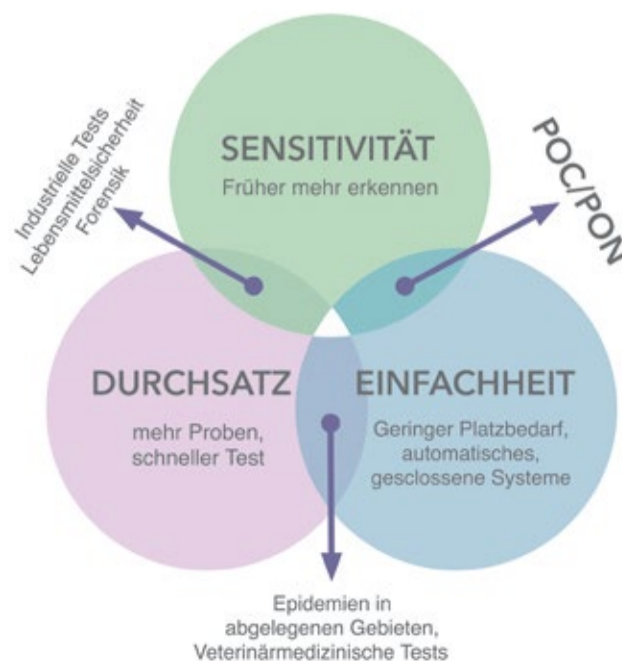 SENSITIVITÄT
Früher mehr erkennen
Industrielle Tests
Lebensmittelsicherheit
Forensik
POC/PON
DURCHSATZ
mehr Proben,
schneller Test
EINFACHHEIT
Geringer Platzbedarf,
automatisches,
gesclossene Systeme
Epidemien in
abgelegenen Gebieten,
Veterinärmedizinische Tests